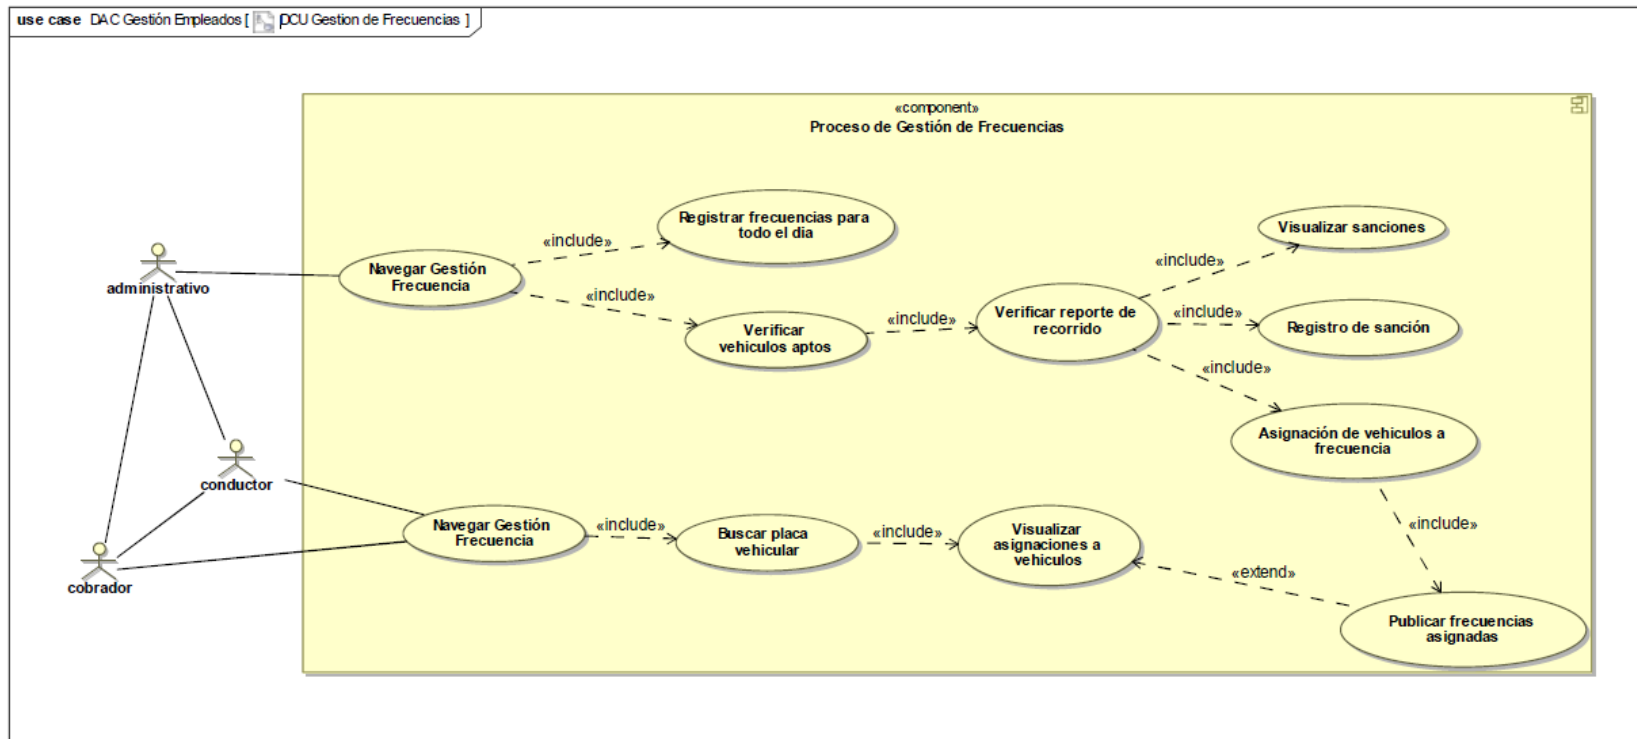 use case DAC Gestión Empleados [ DCU Gestion de Frecuencias ]
«component»
Proceso de Gestión de Frecuencias
Registrar frecuencias para
todo el dia
Visualizar sanciones
«include»
«include»
administrativo
Navegar Gestión
Frecuencia
«include»
Verificar
vehiculos aptos
«include»
Verificar reporte de
recorrido
«include»
Registro de sanción
«include»
Asignación de vehiculos a
frecuencia
conductor
Navegar Gestión
Frecuencia
«include»
Buscar placa
vehicular
«include»
Visualizar
asignaciones a
vehiculos
«include»
«extend»
cobrador
Publicar frecuencias
asignadas